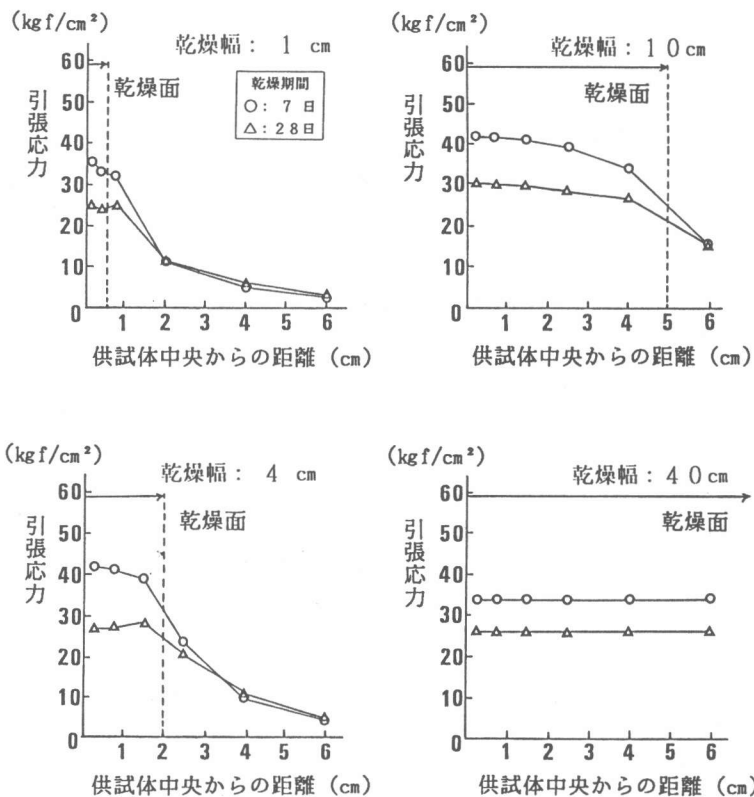 (kgf/cm²)
乾燥幅： 1 cm
60
50
40
30
20
10
0
引張応力
乾燥面
乾燥期間
○： 7 日
△：28日
1 2 3 4 5 6
供試体中央からの距離 (cm)
(kgf/cm²)
乾燥幅：10cm
60
50
40
30
20
10
0
引張応力
乾燥面
1 2 3 4 5 6
供試体中央からの距離 (cm)
(kgf/cm²)
乾燥幅： 4 cm
60
50
40
30
20
10
0
引張応力
乾燥面
1 2 3 4 5 6
供試体中央からの距離 (cm)
(kgf/cm²)
乾燥幅：40cm
60
50
40
30
20
10
0
引張応力
乾燥面
1 2 3 4 5 6
供試体中央からの距離 (cm)